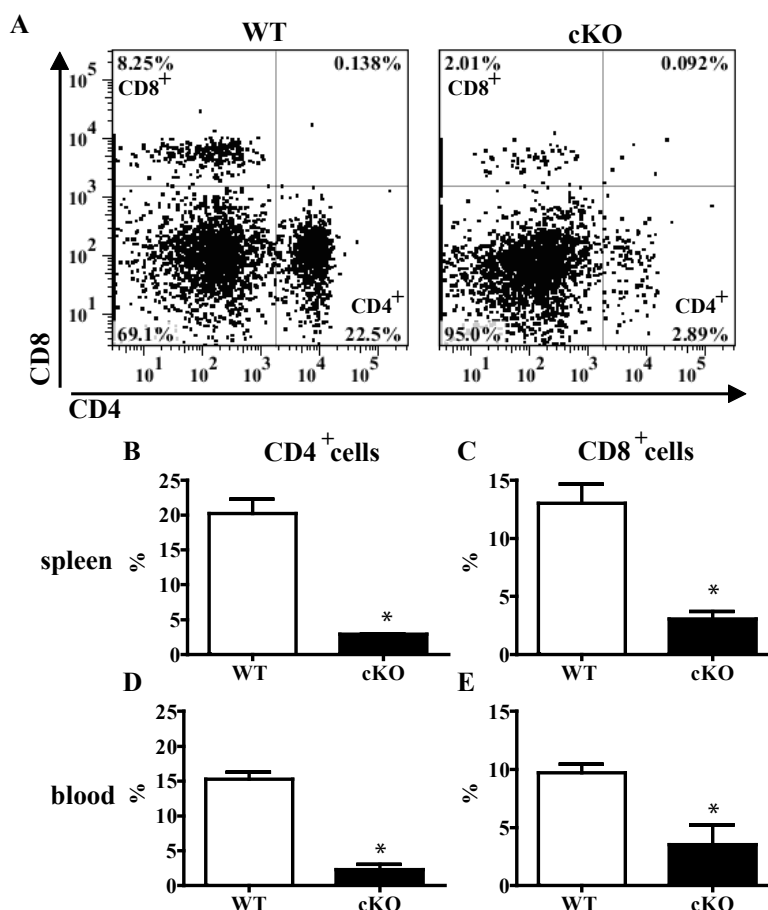 A
WT
cKO
8.25%
0.138%
CD8+
2.01%
0.092%
CD8+
10^5
10^4
10^3
10^2
10^1
CD4+
69.1%
22.5%
CD4+
95.0%
2.89%
10^1 10^2 10^3 10^4 10^5
10^1 10^2 10^3 10^4 10^5
CD8
CD4
B
CD4+cells
C
CD8+cells
spleen
%
25
20
15
10
5
0
*
WT
cKO
%
15
10
5
0
*
WT
cKO
D
E
blood
%
25
20
15
10
5
0
*
WT
cKO
%
15
10
5
0
*
WT
cKO